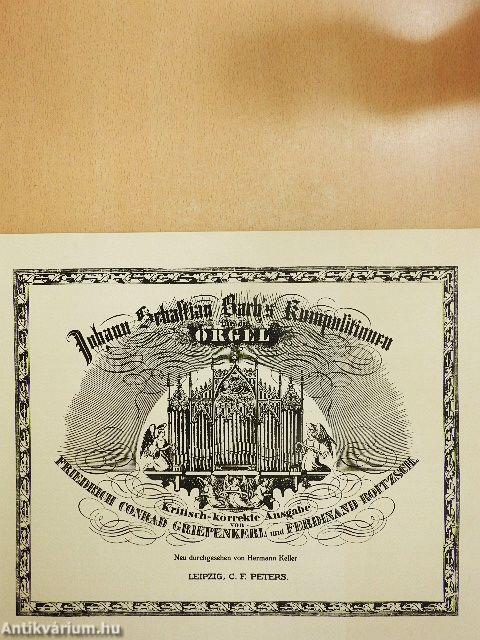 Johann Sebastian Bach's Kompositionen
für die
ORGEL
Kritisch-korrekte Ausgabe
von
FRIEDRICH CONRAD GRIEPENKERL und FERDINAND ROITZSCH.
Neu durchgesehen von Hermann Keller
LEIPZIG, C. F. PETERS.
Antikvárium.hu